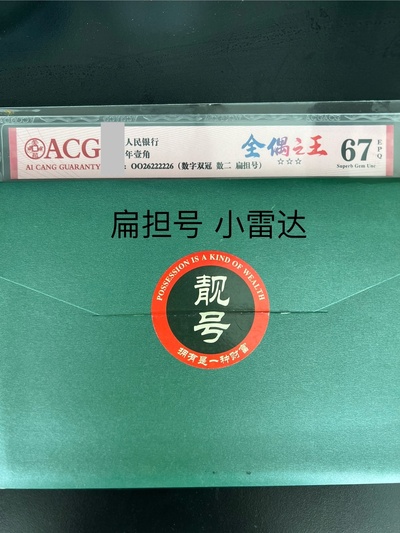 ACG
AI CANG GUARANTY
人民银行
年壹角
: OO26222226 (数字双冠 数二 扁担号)
全偶之王
☆☆☆
67 EPQ
Superb Gem Unc
扁担号 小雷达
POSSESSION IS A KIND OF WEALTH
靓号
拥有是一种财富